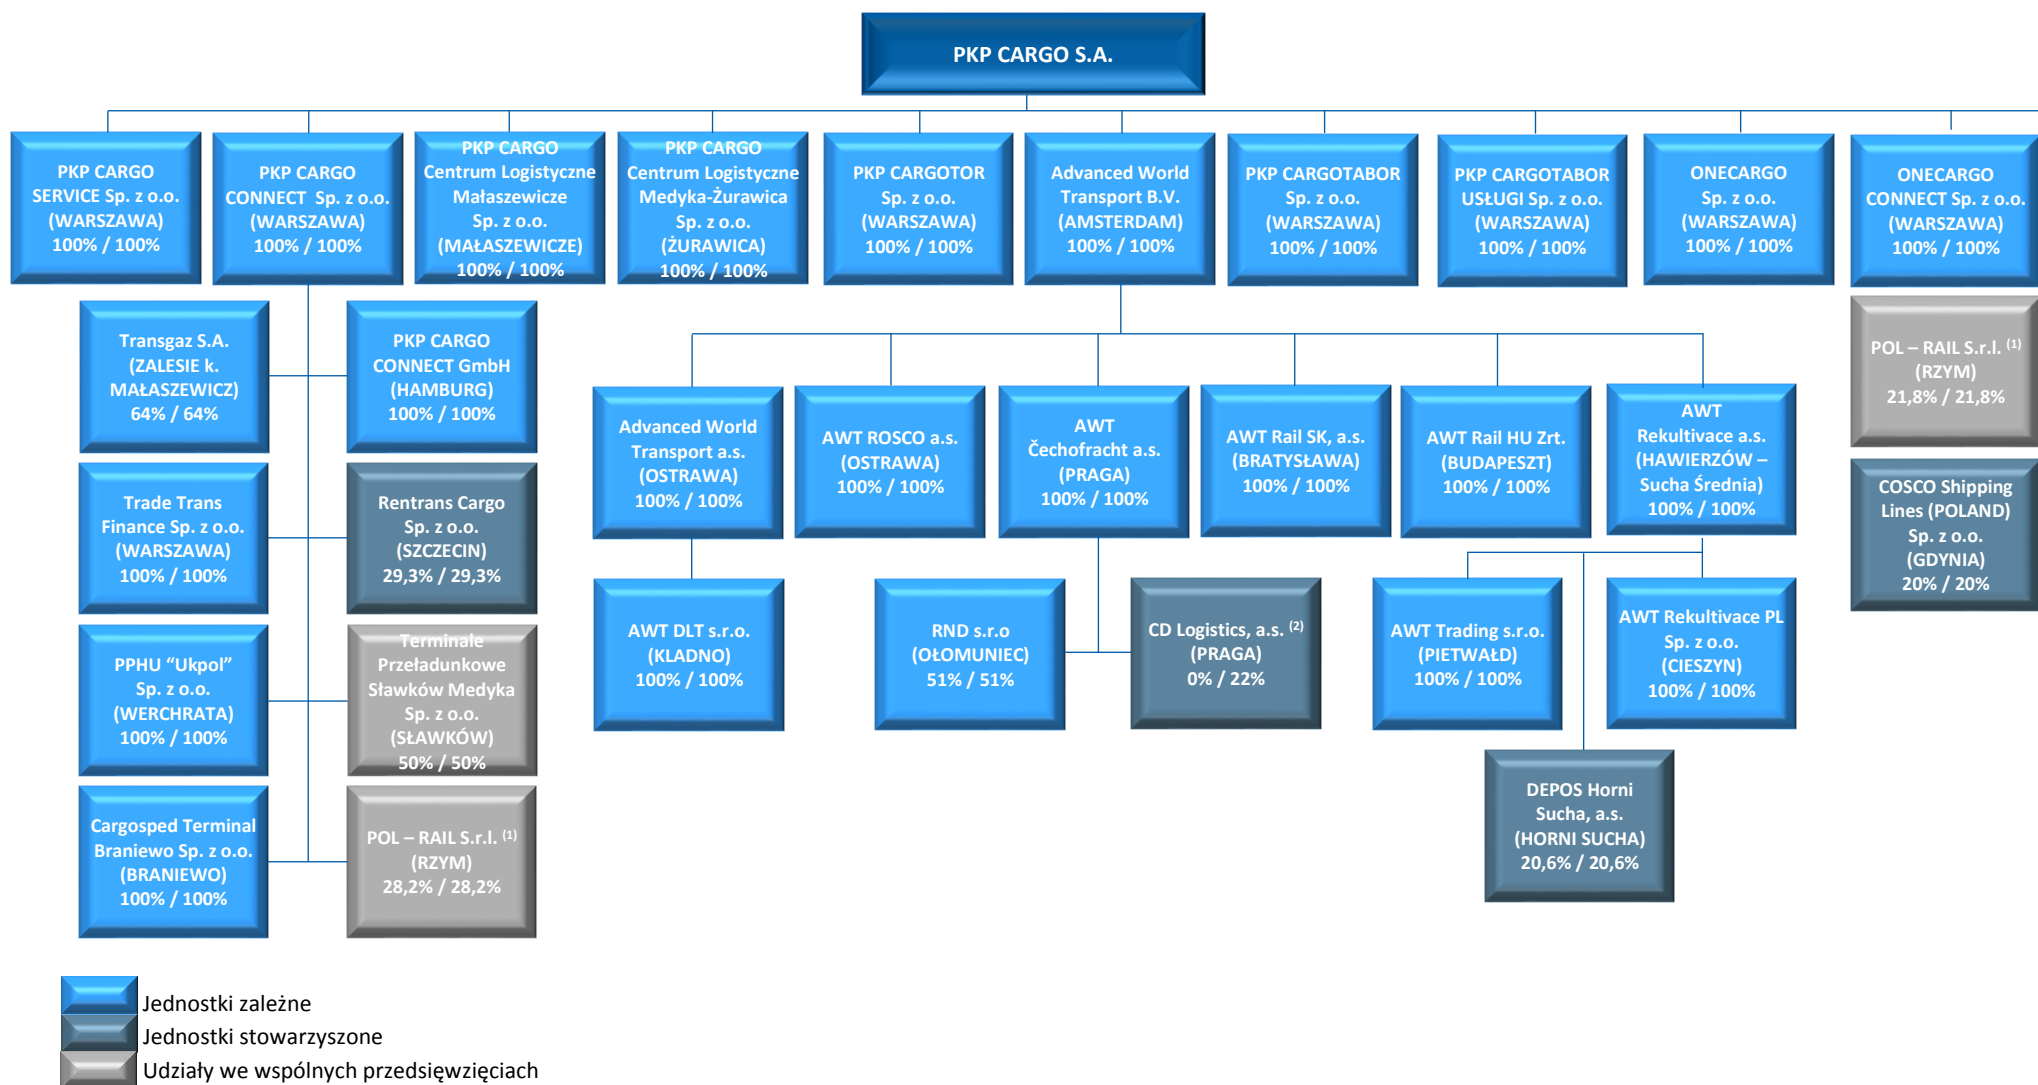 PKP CARGO S.A.
PKP CARGO
SERVICE Sp. z o.o.
(WARSZAWA)
100% / 100%
PKP CARGO
CONNECT Sp. z o.o.
(WARSZAWA)
100% / 100%
PKP CARGO
Centrum Logistyczne
Małaszewicze
Sp. z o.o.
(MAŁASZEWICZE)
100% / 100%
PKP CARGO
Centrum Logistyczne
Medyka-Żurawica
Sp. z o.o.
(ŻURAWICA)
100% / 100%
PKP CARGOTOR
Sp. z o.o.
(WARSZAWA)
100% / 100%
Advanced World
Transport B.V.
(AMSTERDAM)
100% / 100%
PKP CARGOTABOR
Sp. z o.o.
(WARSZAWA)
100% / 100%
PKP CARGOTABOR
USŁUGI Sp. z o.o.
(WARSZAWA)
100% / 100%
ONECARGO
Sp. z o.o.
(WARSZAWA)
100% / 100%
ONECARGO
CONNECT Sp. z o.o.
(WARSZAWA)
100% / 100%
Transgaz S.A.
(ZALESIE k.
MAŁASZEWICZ)
64% / 64%
PKP CARGO
CONNECT GmbH
(HAMBURG)
100% / 100%
POL – RAIL S.r.l. (1)
(RZYM)
21,8% / 21,8%
Advanced World
Transport a.s.
(OSTRAWA)
100% / 100%
AWT ROSCO a.s.
(OSTRAWA)
100% / 100%
AWT
Čechofracht a.s.
(PRAGA)
100% / 100%
AWT Rail SK, a.s.
(BRATYSŁAWA)
100% / 100%
AWT Rail HU Zrt.
(BUDAPESZT)
100% / 100%
AWT
Rekultivace a.s.
(HAWIERZÓW –
Sucha Średnia)
100% / 100%
Trade Trans
Finance Sp. z o.o.
(WARSZAWA)
100% / 100%
Rentrans Cargo
Sp. z o.o.
(SZCZECIN)
29,3% / 29,3%
COSCO Shipping
Lines (POLAND)
Sp. z o.o.
(GDYNIA)
20% / 20%
AWT DLT s.r.o.
(KLADNO)
100% / 100%
RND s.r.o
(OŁOMUNIEC)
51% / 51%
CD Logistics, a.s. (2)
(PRAGA)
0% / 22%
AWT Trading s.r.o.
(PIETWAŁD)
100% / 100%
AWT Rekultivace PL
Sp. z o.o.
(CIESZYN)
100% / 100%
PPHU “Ukpol”
Sp. z o.o.
(WERCHRATA)
100% / 100%
Terminale
Przeładunkowe
Sławków Medyka
Sp. z o.o.
(SŁAWKÓW)
50% / 50%
DEPOS Horni
Sucha, a.s.
(HORNI SUCHA)
20,6% / 20,6%
Cargosped Terminal
Braniewo Sp. z o.o.
(BRANIEWO)
100% / 100%
POL – RAIL S.r.l. (1)
(RZYM)
28,2% / 28,2%
Jednostki zależne
Jednostki stowarzyszone
Udziały we wspólnych przedsięwzięciach